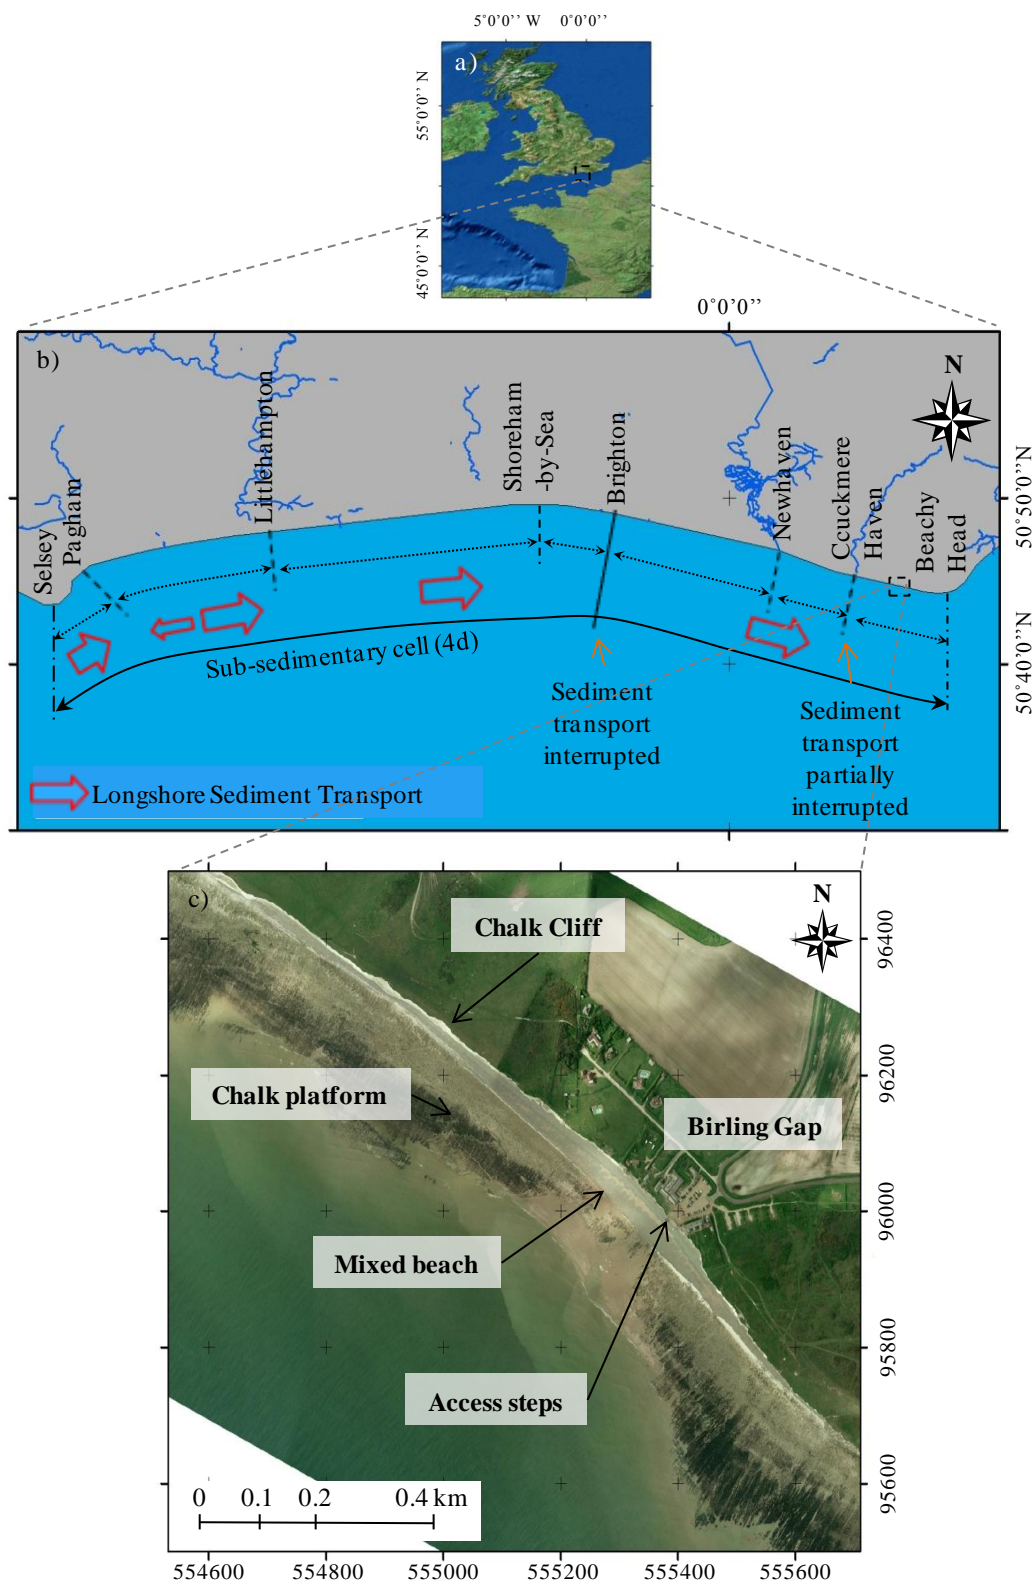 5°0'0'' W 0°0'0''
a)
55°0'0'' N
45°0'0'' N
0°0'0''
b)
N
Selsey
Pagham
Littlehampton
Shoreham
-by-Sea
Brighton
Newhaven
Ccuckmere
Haven
Beachy
Head
50°50'0''N
50°40'0''N
Sub-sedimentary cell (4d)
Sediment
transport
interrupted
Sediment
transport
partially
interrupted
Longshore Sediment Transport
c)
N
Chalk Cliff
Chalk platform
Birling Gap
Mixed beach
Access steps
96400
96200
96000
95800
95600
0 0.1 0.2 0.4 km
554600 554800 555000 555200 555400 555600